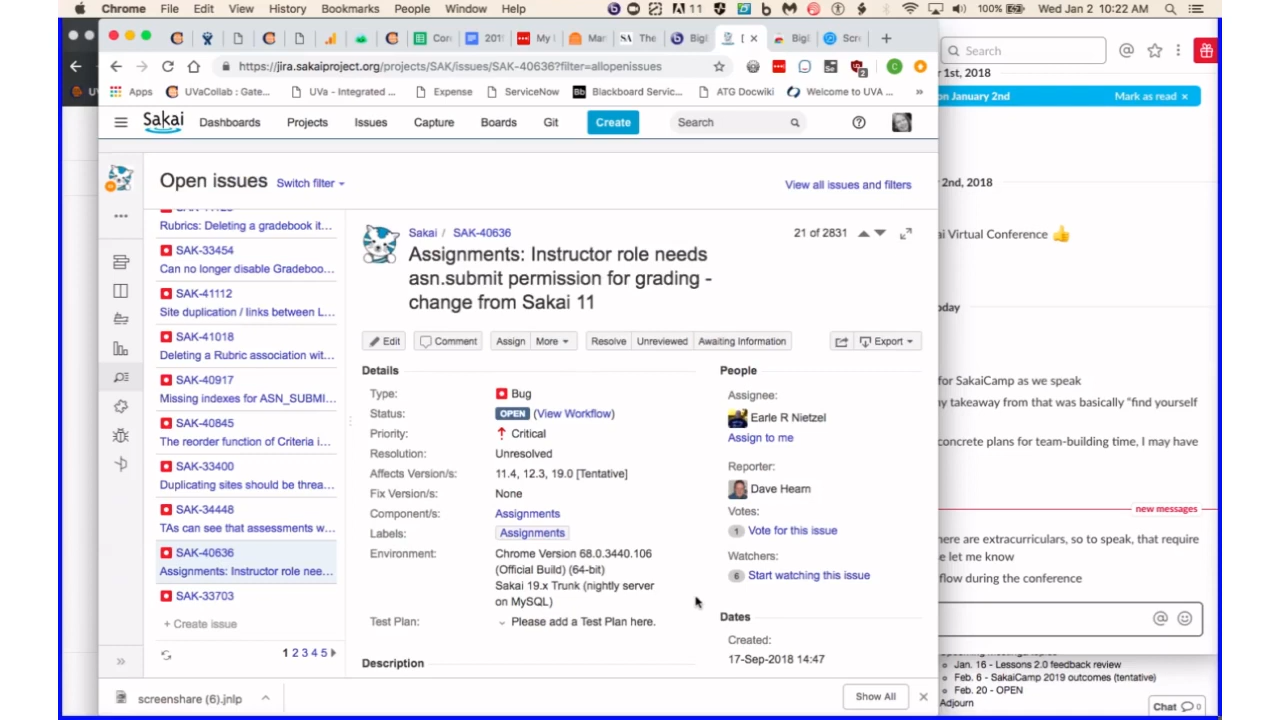 Chrome File Edit View History Bookmarks People Window Help 11 100% Wed Jan 2 10:22 AM
Con 2018 My Mar SA The Big [ × Big Scr +
https://jira.sakaiproject.org/projects/SAK/issues/SAK-40636?filter=allopenissues
Apps UVaCollab : Gate... UVa - Integrated ... Expense ServiceNow Bb Blackboard Servic... ATG Docwiki Welcome to UVA ... »
Sakai Dashboards Projects Issues Capture Boards Git Create Search
Open issues Switch filter View all issues and filters
Rubrics: Deleting a gradebook it...
SAK-33454
Can no longer disable Gradeboo...
SAK-41112
Site duplication / links between L...
SAK-41018
Deleting a Rubric association wit...
SAK-40917
Missing indexes for ASN_SUBMI...
SAK-40845
The reorder function of Criteria i...
SAK-33400
Duplicating sites should be threa...
SAK-34448
TAs can see that assessments w...
SAK-40636
Assignments: Instructor role nee...
SAK-33703
+ Create issue
1 2 3 4 5
Sakai / SAK-40636 21 of 2831
Assignments: Instructor role needs
asn.submit permission for grading -
change from Sakai 11
Edit Comment Assign More Resolve Unreviewed Awaiting Information Export
Details
Type: Bug
Status: OPEN (View Workflow)
Priority: Critical
Resolution: Unresolved
Affects Version/s: 11.4, 12.3, 19.0 [Tentative]
Fix Version/s: None
Component/s: Assignments
Labels: Assignments
Environment: Chrome Version 68.0.3440.106
(Official Build) (64-bit)
Sakai 19.x Trunk (nightly server
on MySQL)
Test Plan: Please add a Test Plan here.
Description
People
Assignee:
Earle R Nietzel
Assign to me
Reporter:
Dave Hearn
Votes:
1 Vote for this issue
Watchers:
6 Start watching this issue
Dates
Created:
17-Sep-2018 14:47
screenshare (6).jnlp Show All ×
Search
r 1st, 2018
on January 2nd Mark as read ×
2nd, 2018
ai Virtual Conference
oday
for SakaiCamp as we speak
y takeaway from that was basically "find yourself
concrete plans for team-building time, I may have
new messages
here are extracurriculars, so to speak, that require
e let me know
flow during the conference
Jan. 16 - Lessons 2.0 feedback review
Feb. 6 - SakaiCamp 2019 outcomes (tentative)
Feb. 20 - OPEN
Adjourn
Chat 0